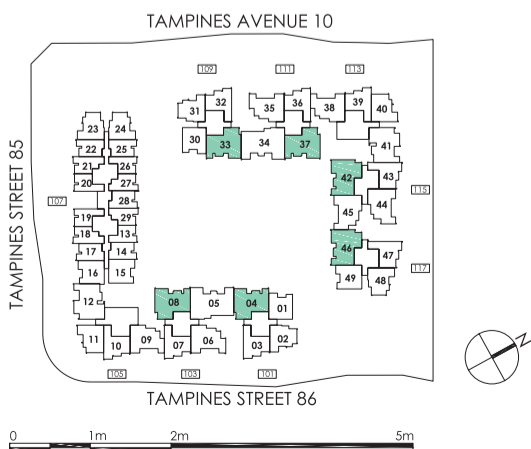 TAMPINES AVENUE 10
109 111 113
31 32 35 36 38 39 40
23 24
30 33 34 37 41
22 25
21 26
20 27
42 43
TAMPINES STREET 85
107
28
115
19 29
45 44
18 13
17 14
46 47
117
16 15
49 48
12
08 05 04 01
11 10 09 07 06 03 02
105 103 101
TAMPINES STREET 86
N
0 1m 2m 5m